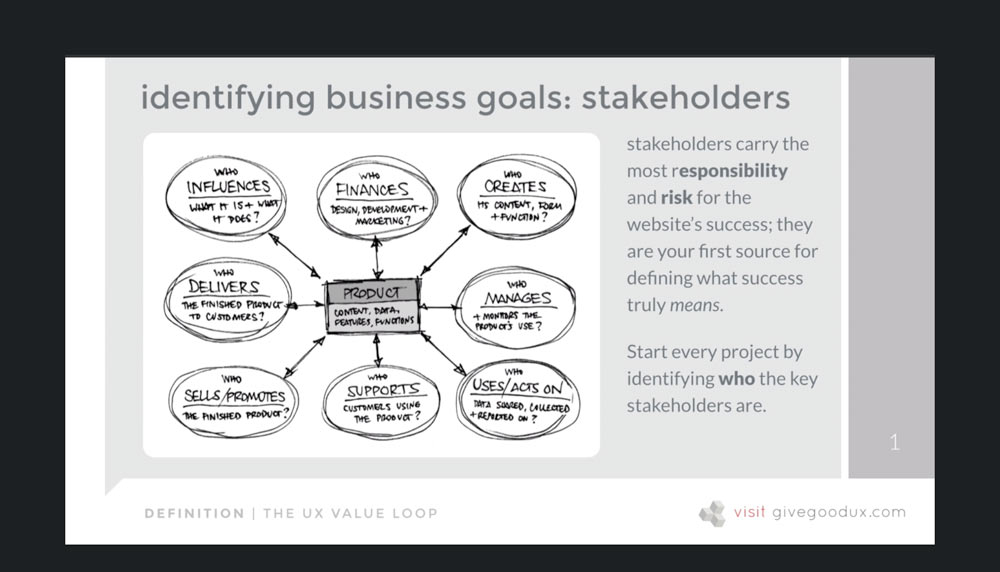 identifying business goals: stakeholders
WHO
INFLUENCES
WHAT IT IS + WHAT
IT DOES?
WHO
FINANCES
DESIGN, DEVELOPMENT +
MARKETING?
WHO
CREATES
ITS CONTENT, FORM
+ FUNCTION?
WHO
DELIVERS
THE FINISHED PRODUCT
TO CUSTOMERS?
PRODUCT
CONTENT, DATA,
FEATURES, FUNCTIONS
WHO
MANAGES
+ MONITORS THE
PRODUCT'S USE?
WHO
SELLS/PROMOTES
THE FINISHED PRODUCT?
WHO
SUPPORTS
CUSTOMERS USING
THE PRODUCT?
WHO
USES/ACTS ON
DATA SHARED, COLLECTED
+ REPORTED ON?
stakeholders carry the
most responsibility
and risk for the
website's success; they
are your first source for
defining what success
truly means.
Start every project by
identifying who the key
stakeholders are.
1
DEFINITION | THE UX VALUE LOOP
visit givegoodux.com